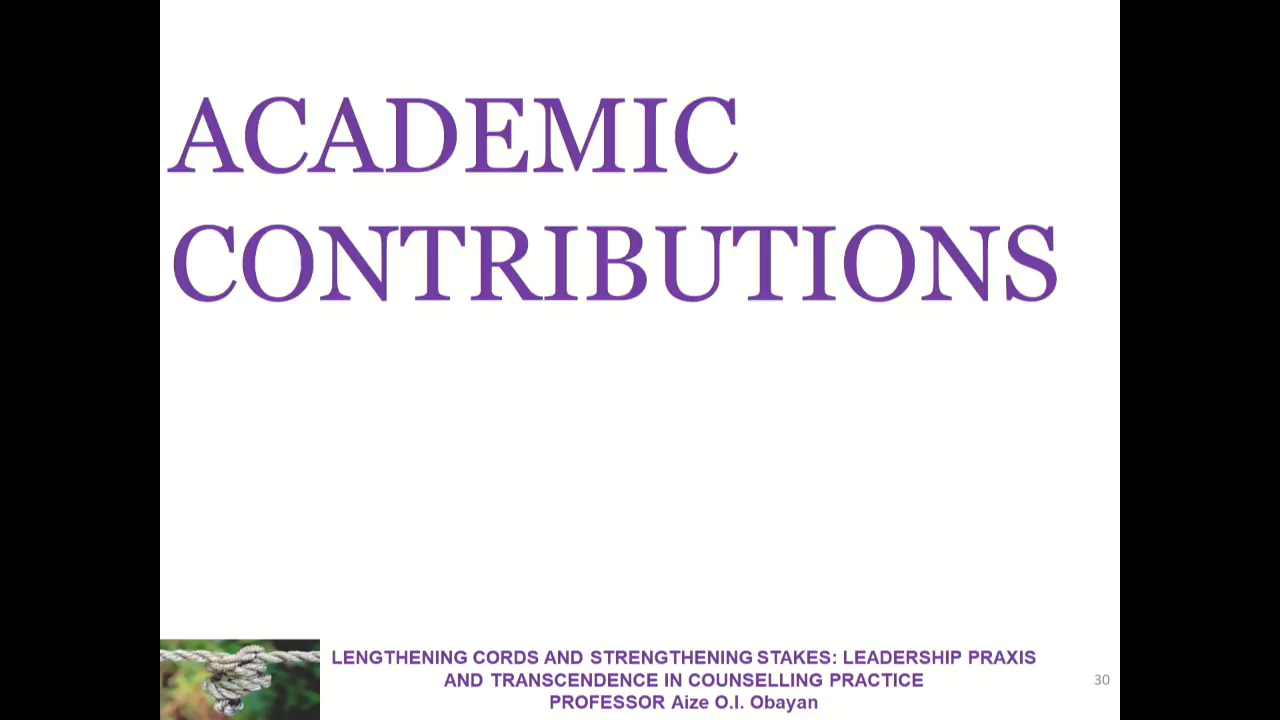 ACADEMIC
CONTRIBUTIONS
LENGTHENING CORDS AND STRENGTHENING STAKES: LEADERSHIP PRAXIS
AND TRANSCENDENCE IN COUNSELLING PRACTICE
PROFESSOR Aize O.I. Obayan
30